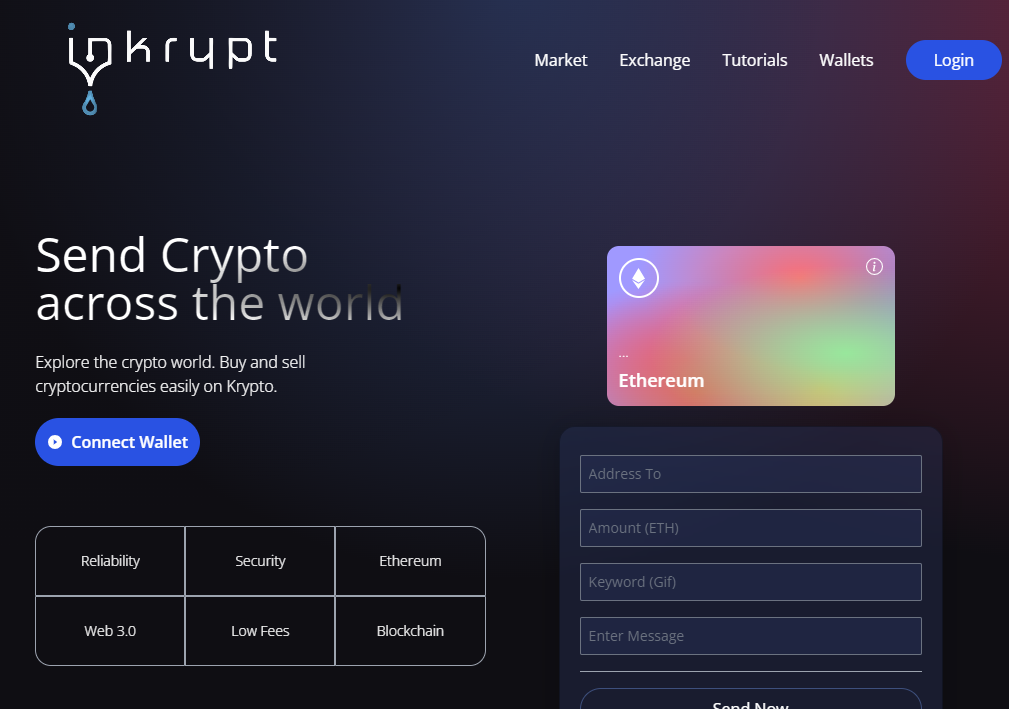 inkrypt
Market
Exchange
Tutorials
Wallets
Login
Send Crypto
across the world
Explore the crypto world. Buy and sell
cryptocurrencies easily on Krypto.
Connect Wallet
Reliability
Security
Ethereum
Web 3.0
Low Fees
Blockchain
...
Ethereum
Address To
Amount (ETH)
Keyword (Gif)
Enter Message
Send Now